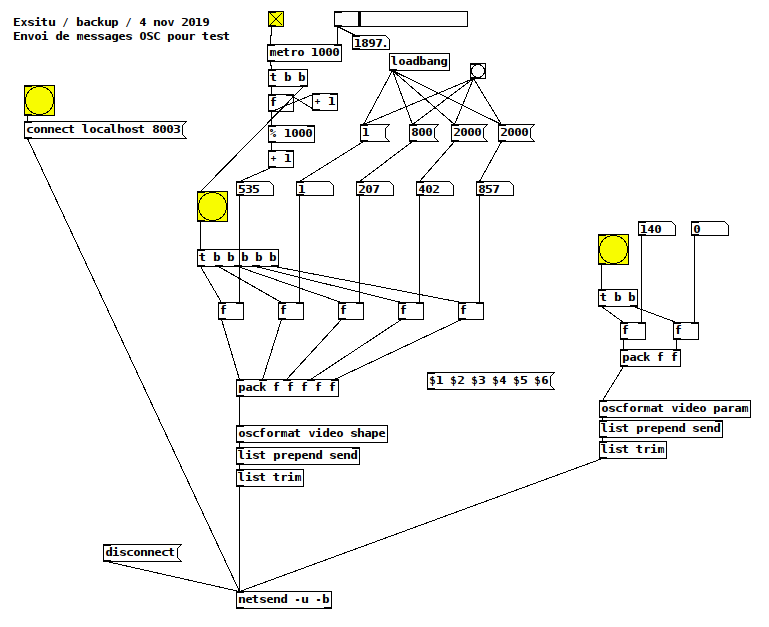 Exsitu / backup / 4 nov 2019
Envoi de messages OSC pour test
1897.
metro 1000
loadbang
t b b
f
+ 1
connect localhost 8003
% 1000
1
800
2000
2000
+ 1
535
1
207
402
857
140
0
t b b b b b
t b b
f
f
f
f
f
f
f
pack f f
pack f f f f f
$1 $2 $3 $4 $5 $6
oscformat video param
oscformat video shape
list prepend send
list prepend send
list trim
list trim
disconnect
netsend -u -b